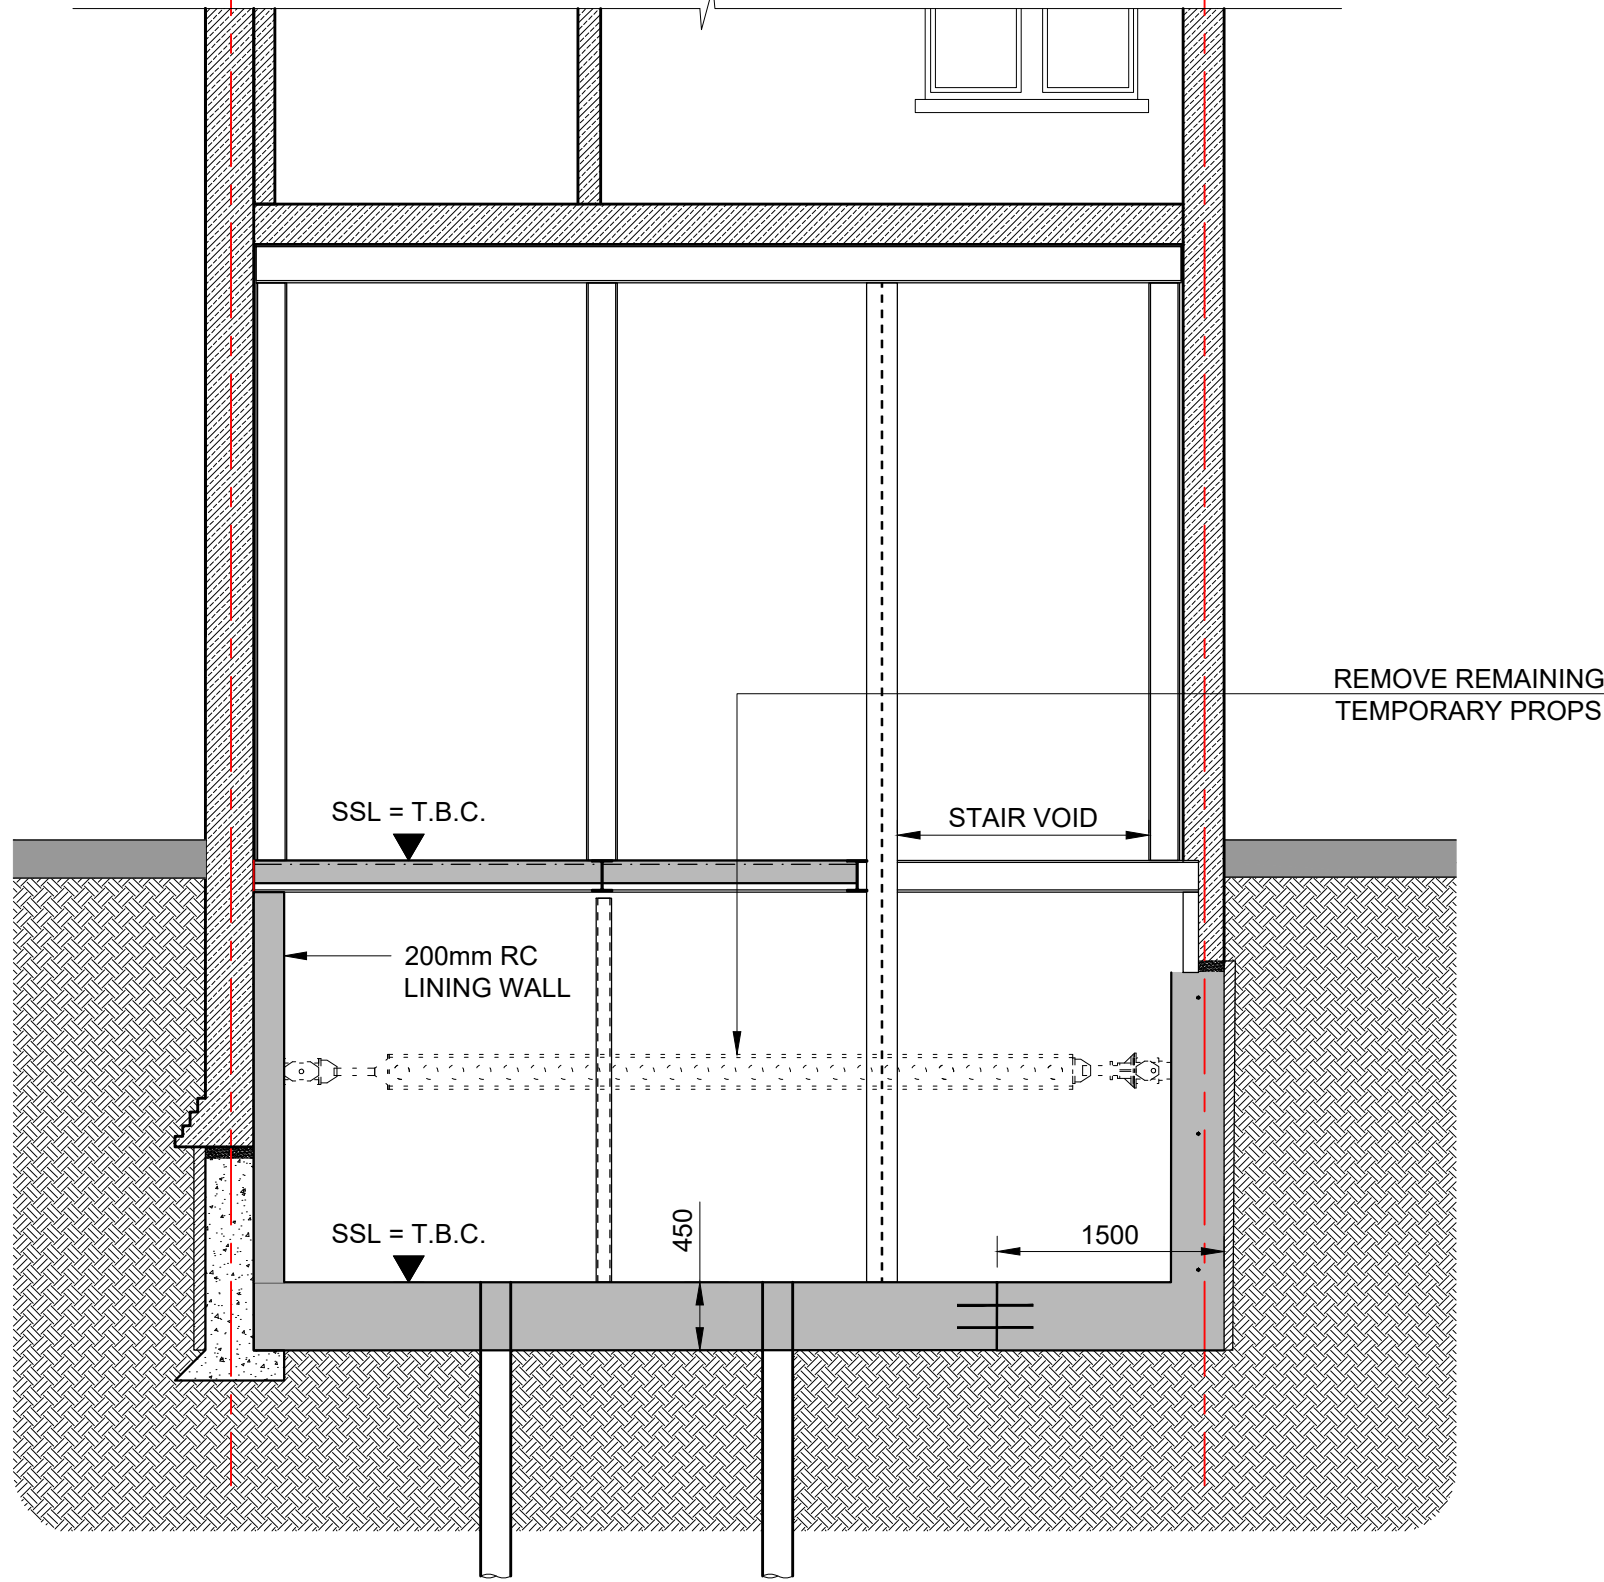 REMOVE REMAINING
TEMPORARY PROPS
SSL = T.B.C.
STAIR VOID
200mm RC
LINING WALL
SSL = T.B.C.
450
1500